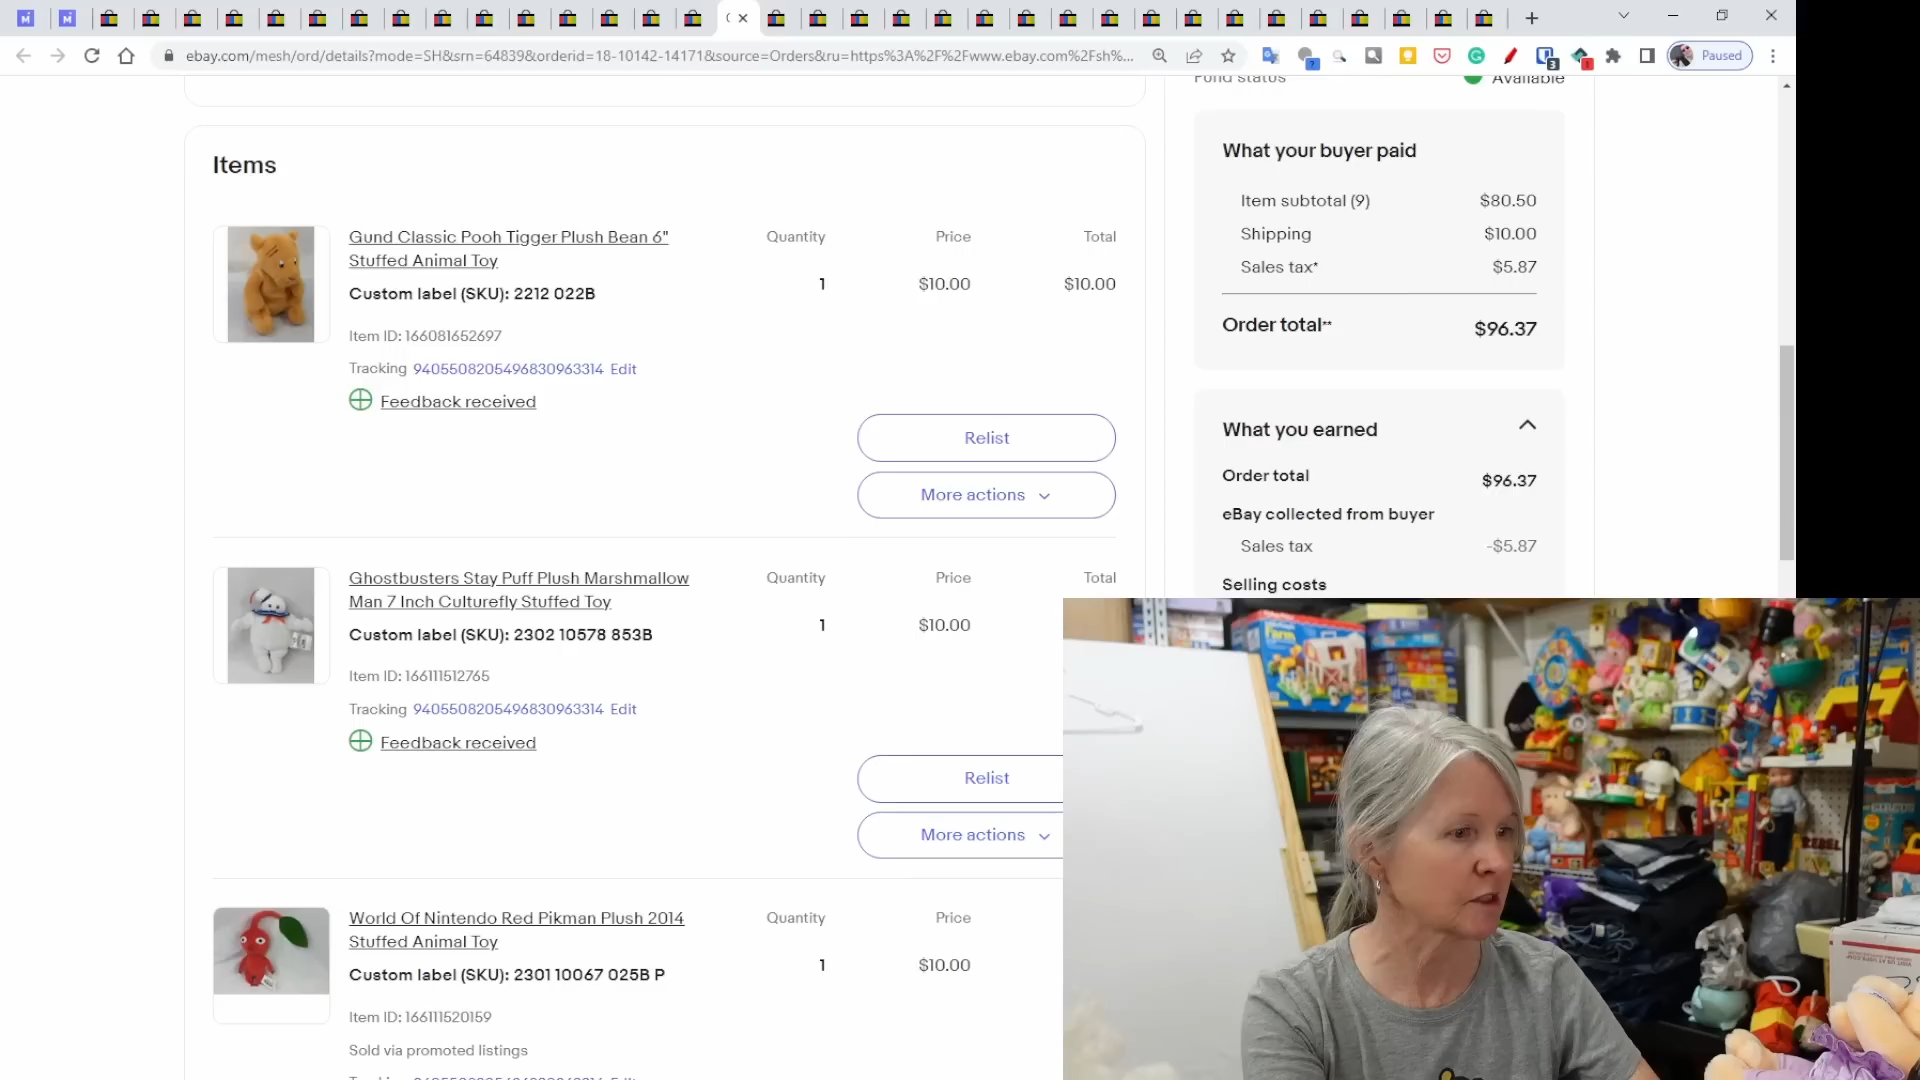 ebay.com/mesh/ord/details?mode=SH&srn=64839&orderid=18-10142-14171&source=Orders&ru=https%3A%2F%2Fwww.ebay.com%2Fsh%...
Paused
Fund status
Available
Items
Gund Classic Pooh Tigger Plush Bean 6"
Stuffed Animal Toy
Quantity
Price
Total
1
$10.00
$10.00
Custom label (SKU): 2212 022B
Item ID: 166081652697
Tracking 9405508205496830963314 Edit
Feedback received
Relist
More actions
Ghostbusters Stay Puff Plush Marshmallow
Man 7 Inch Culturefly Stuffed Toy
Quantity
Price
Total
1
$10.00
Custom label (SKU): 2302 10578 853B
Item ID: 166111512765
Tracking 9405508205496830963314 Edit
Feedback received
Relist
More actions
World Of Nintendo Red Pikman Plush 2014
Stuffed Animal Toy
Quantity
Price
1
$10.00
Custom label (SKU): 2301 10067 025B P
Item ID: 166111520159
Sold via promoted listings
What your buyer paid
Item subtotal (9) $80.50
Shipping $10.00
Sales tax* $5.87
Order total** $96.37
What you earned
Order total $96.37
eBay collected from buyer
Sales tax -$5.87
Selling costs
Farm
REBEL